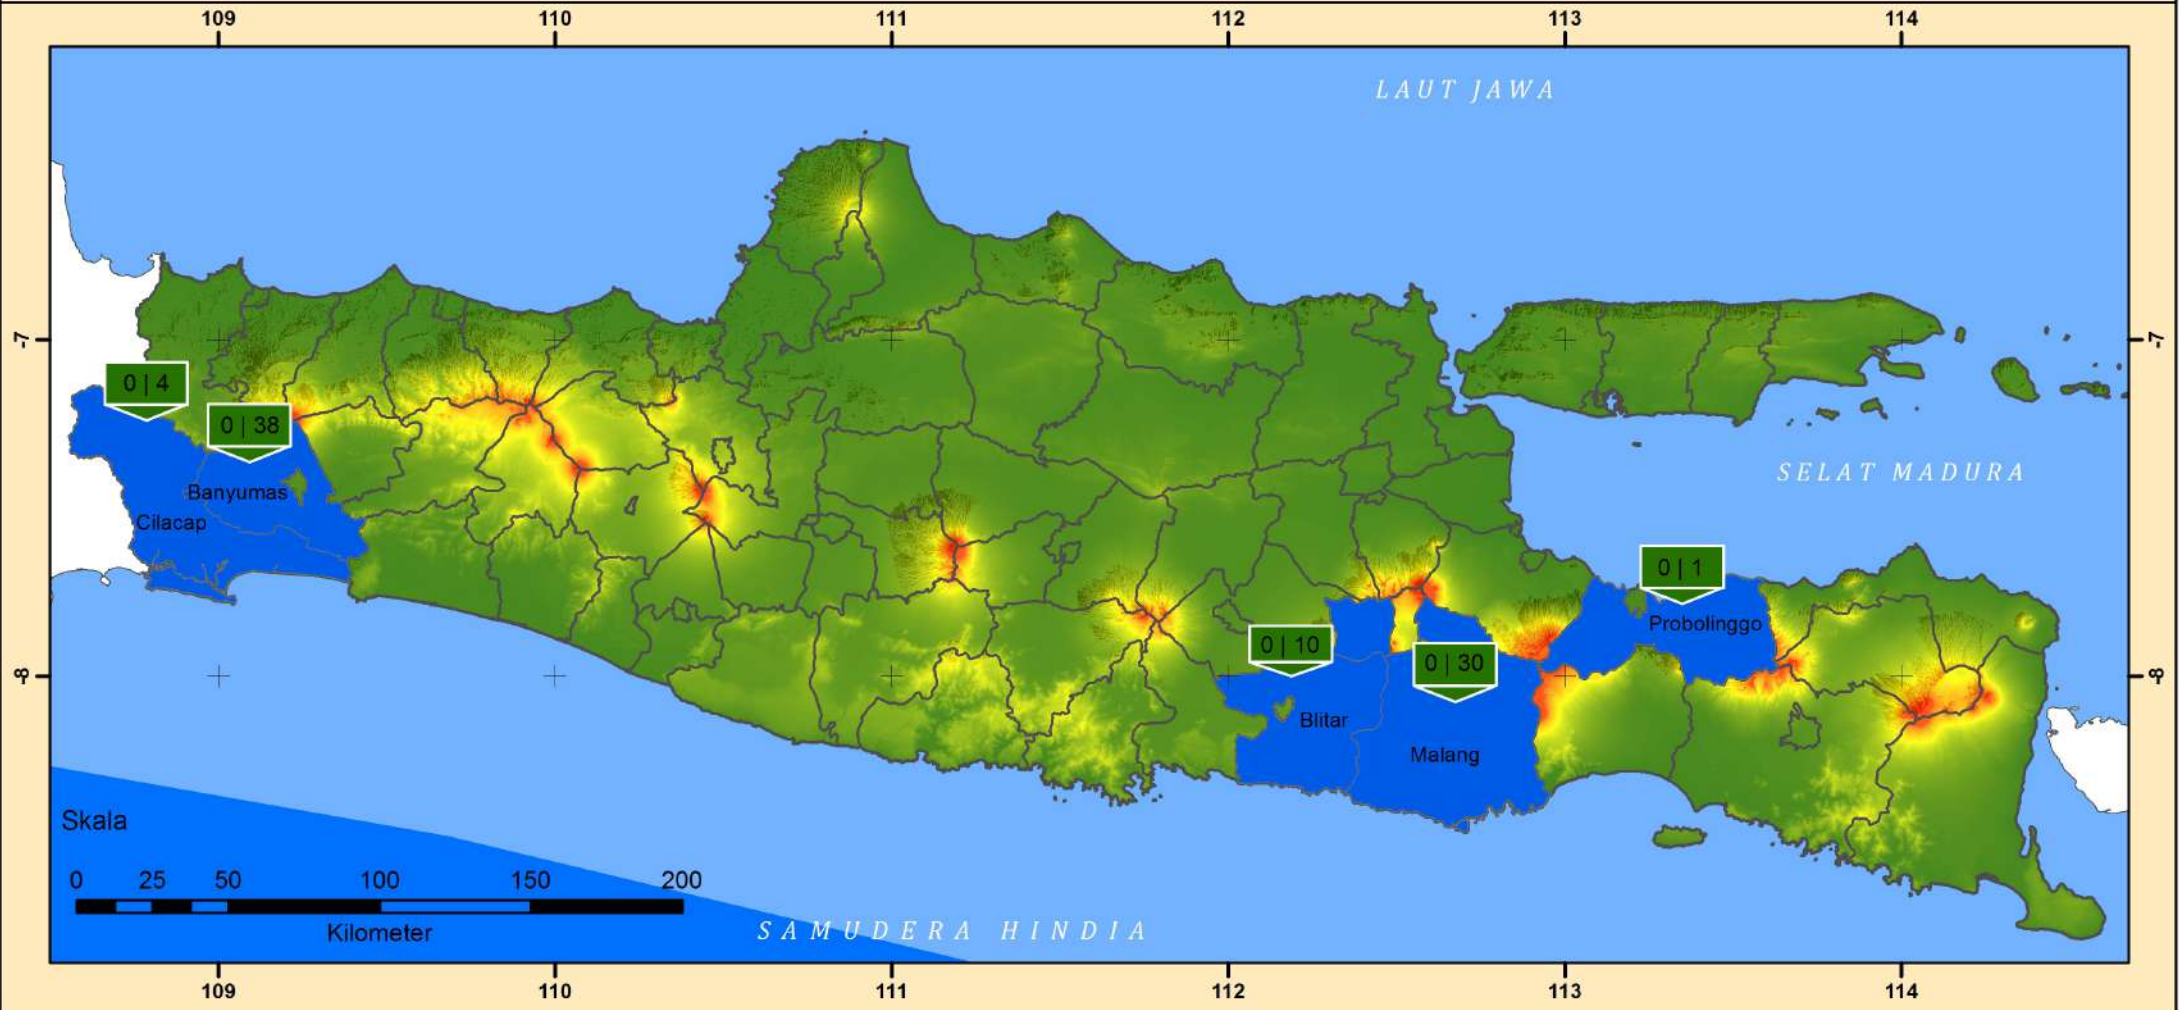 109 110 111 112 113 114
LAUT JAWA
-7 -7
0 | 4
0 | 38
SELAT MADURA
Banyumas
Cilacap
0 | 1
Probolinggo
0 | 10
0 | 30
-8 -8
Blitar
Malang
Skala
0 25 50 100 150 200
Kilometer
SAMUDERA HINDIA
109 110 111 112 113 114